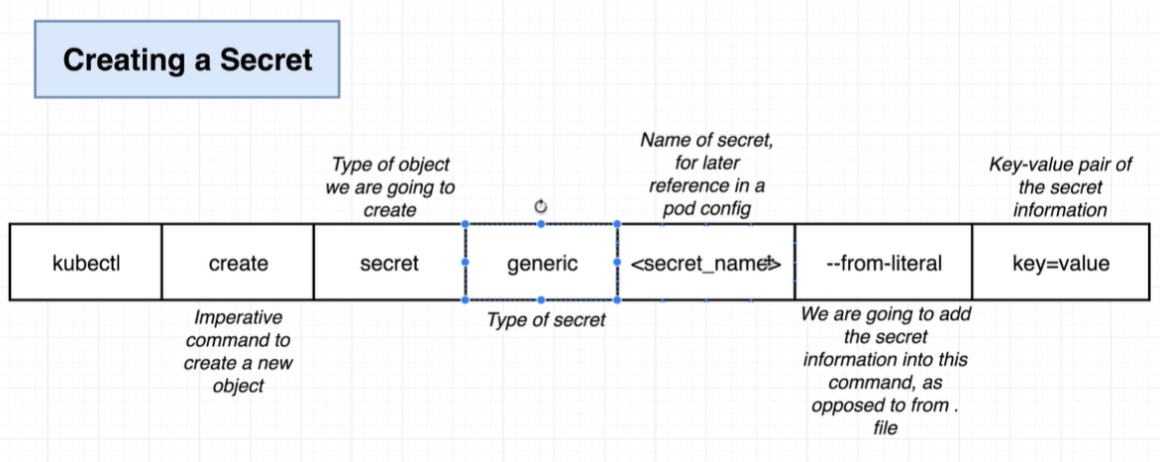 Creating a Secret
Type of object
we are going to
create
Name of secret,
for later
reference in a
pod config
Key-value pair of
the secret
information
kubectl
create
secret
generic
<secret_name>
--from-literal
key=value
Imperative
command to
create a new
object
Type of secret
We are going to add
the secret
information into this
command, as
opposed to from .
file